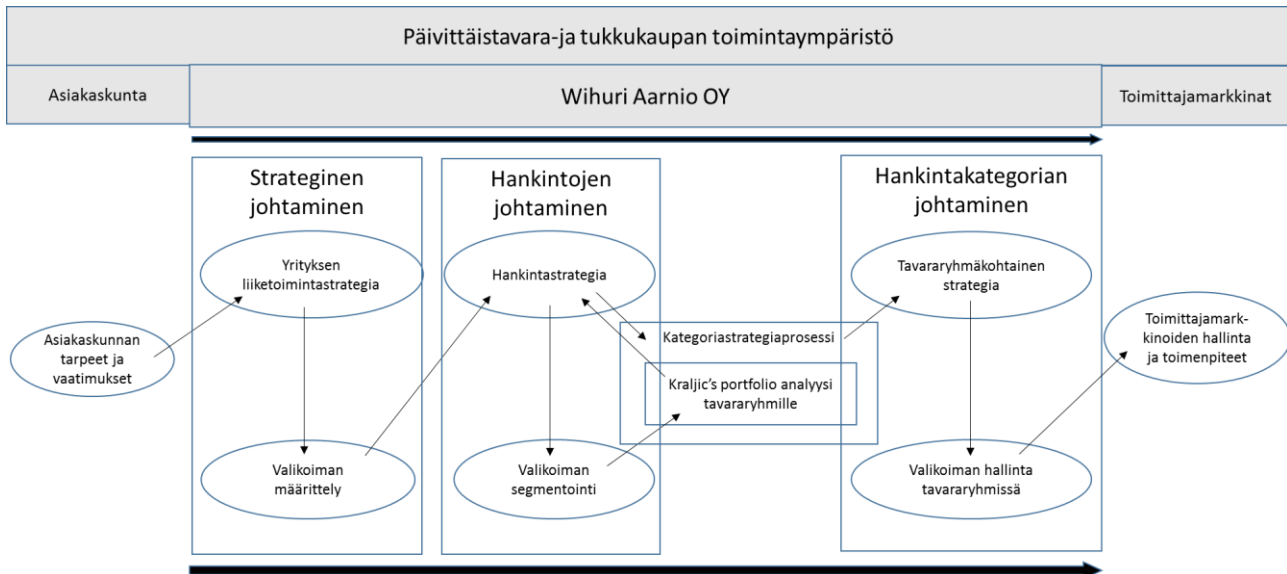 Päivittäistavara-ja tukkukaupan toimintaympäristö
Asiakaskunta
Wihuri Aarnio OY
Toimittajamarkkinat
Strateginen
johtaminen
Hankintojen
johtaminen
Hankintakategorian
johtaminen
Yrityksen
liiketoimintastrategia
Hankintastrategia
Tavararyhmäkohtainen
strategia
Asiakaskunnan
tarpeet ja
vaatimukset
Kategoriastrategiaprosessi
Kraljic's portfolio analyysi
tavararyhmille
Toimittajamark-
kinoiden hallinta
ja toimenpiteet
Valikoiman
määrittely
Valikoiman
segmentointi
Valikoiman hallinta
tavararyhmissä